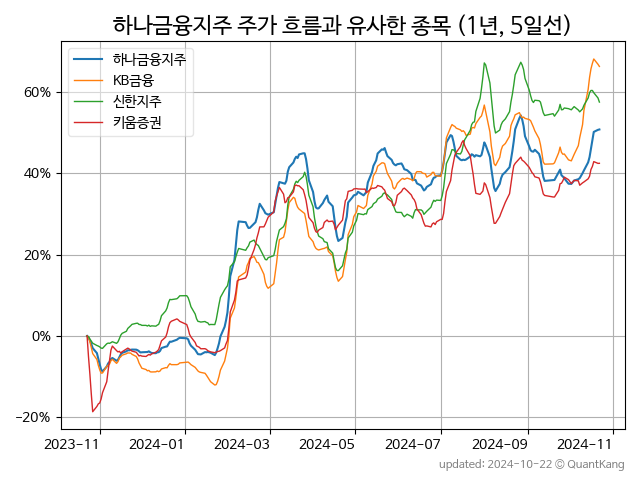 하나금융지주 주가 흐름과 유사한 종목 (1년, 5일선)
하나금융지주
KB금융
신한지주
키움증권
60%
40%
20%
0%
−20%
2023−11
2024−01
2024−03
2024−05
2024−07
2024−09
2024−11
updated: 2024-10-22 © QuantKang